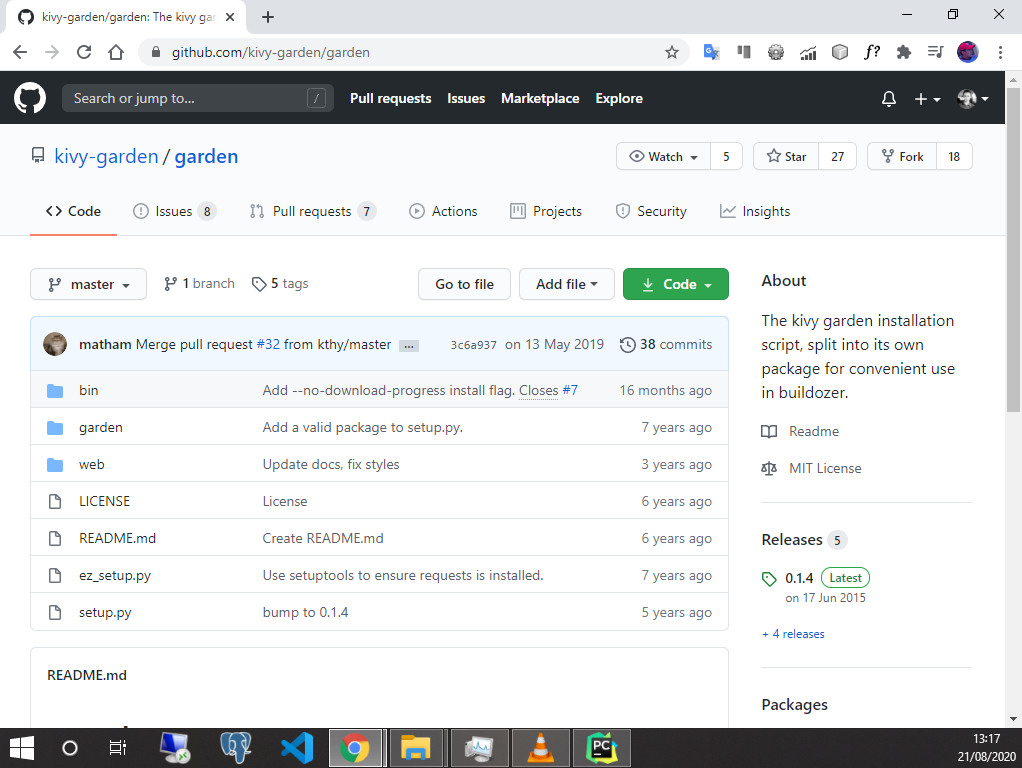 kivy-garden/garden: The kivy gar
github.com/kivy-garden/garden
f?
Search or jump to... /
Pull requests Issues Marketplace Explore
kivy-garden / garden
Watch 5 Star 27 Fork 18
Code Issues 8 Pull requests 7 Actions Projects Security Insights
master 1 branch 5 tags Go to file Add file Code
matham Merge pull request #32 from kthy/master ... 3c6a937 on 13 May 2019 38 commits
bin Add --no-download-progress install flag. Closes #7 16 months ago
garden Add a valid package to setup.py. 7 years ago
web Update docs, fix styles 3 years ago
LICENSE License 6 years ago
README.md Create README.md 6 years ago
ez_setup.py Use setuptools to ensure requests is installed. 7 years ago
setup.py bump to 0.1.4 5 years ago
README.md
About
The kivy garden installation
script, split into its own
package for convenient use
in buildozer.
Readme
MIT License
Releases 5
0.1.4 Latest
on 17 Jun 2015
+ 4 releases
Packages
PC
13:17
21/08/2020